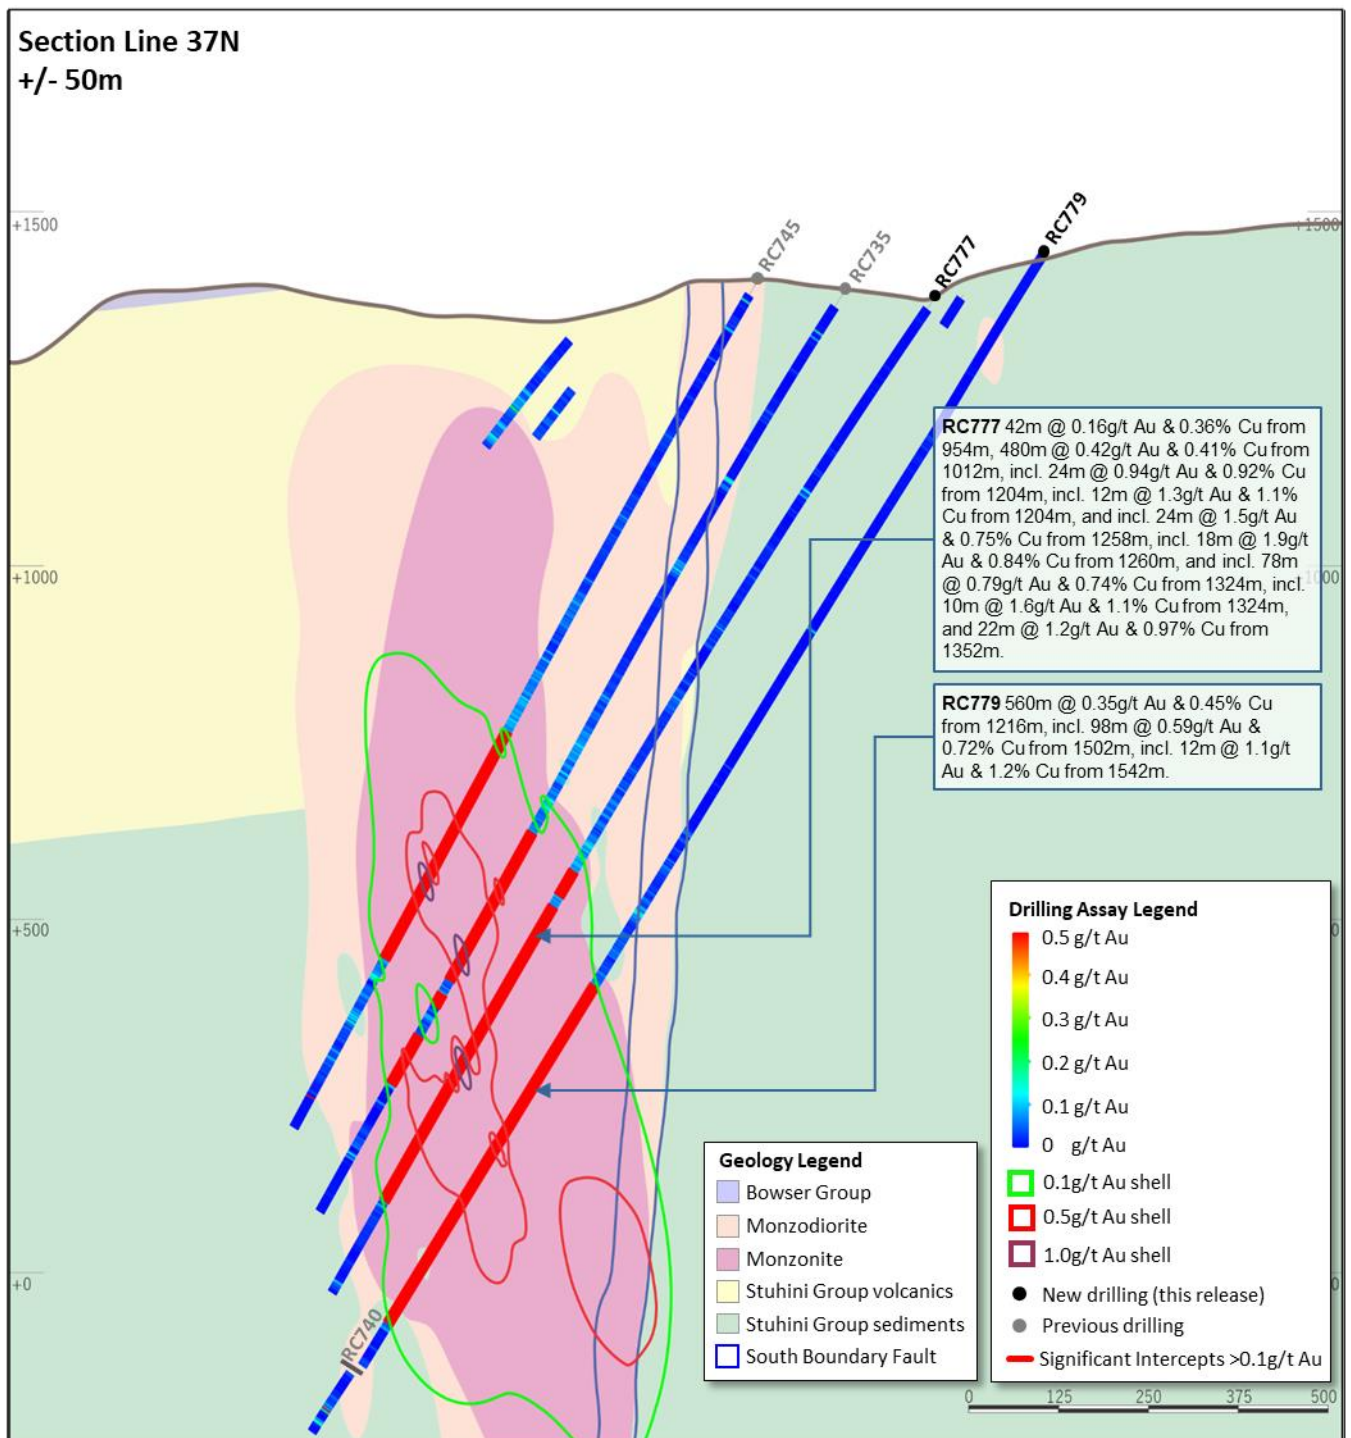 Section Line 37N
+/- 50m
+1500
+1500
RC745
RC735
RC777
RC779
RC777 42m @ 0.16g/t Au & 0.36% Cu from
954m, 480m @ 0.42g/t Au & 0.41% Cu from
1012m, incl. 24m @ 0.94g/t Au & 0.92% Cu
from 1204m, incl. 12m @ 1.3g/t Au & 1.1%
Cu from 1204m, and incl. 24m @ 1.5g/t Au
& 0.75% Cu from 1258m, incl. 18m @ 1.9g/t
Au & 0.84% Cu from 1260m, and incl. 78m
@ 0.79g/t Au & 0.74% Cu from 1324m, incl.
10m @ 1.6g/t Au & 1.1% Cu from 1324m,
and 22m @ 1.2g/t Au & 0.97% Cu from
1352m.
+1000
1000
RC779 560m @ 0.35g/t Au & 0.45% Cu
from 1216m, incl. 98m @ 0.59g/t Au &
0.72% Cu from 1502m, incl. 12m @ 1.1g/t
Au & 1.2% Cu from 1542m.
+500
0
Drilling Assay Legend
0.5 g/t Au
0.4 g/t Au
0.3 g/t Au
0.2 g/t Au
0.1 g/t Au
0 g/t Au
0.1g/t Au shell
0.5g/t Au shell
1.0g/t Au shell
New drilling (this release)
Previous drilling
Significant Intercepts >0.1g/t Au
Geology Legend
Bowser Group
Monzodiorite
Monzonite
Stuhini Group volcanics
Stuhini Group sediments
South Boundary Fault
+0
0
RC740
0 125 250 375 500